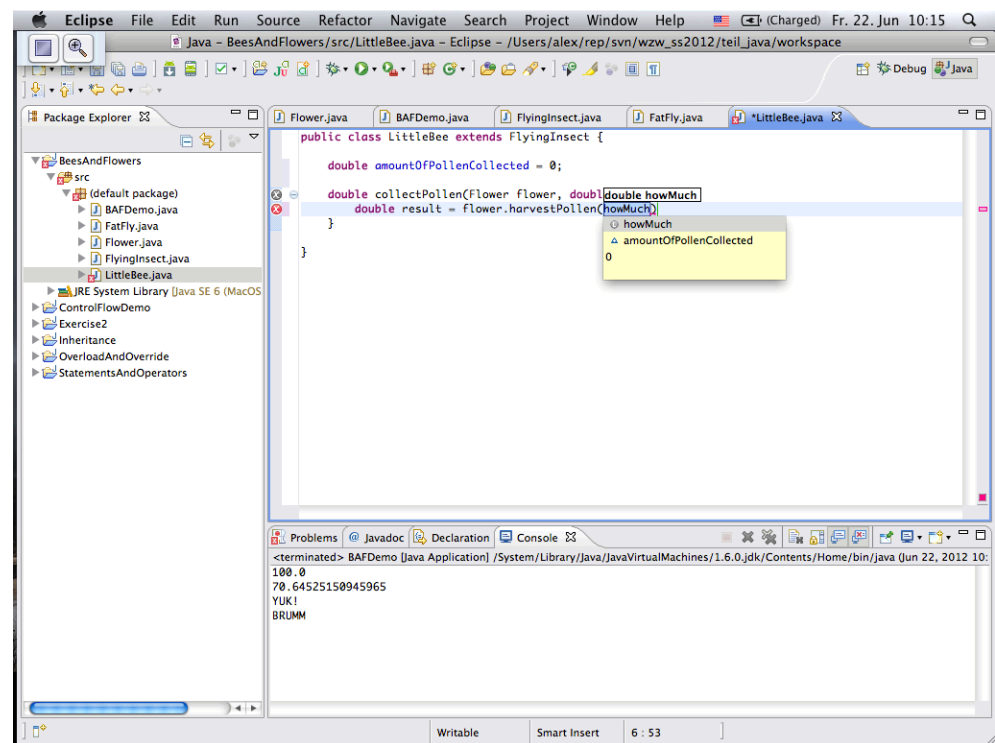 Eclipse File Edit Run Source Refactor Navigate Search Project Window Help (Charged) Fr. 22. Jun 10:15
Java – BeesAndFlowers/src/LittleBee.java – Eclipse – /Users/alex/rep/svn/wzw_ss2012/teil_java/workspace
Debug Java
Package Explorer
BeesAndFlowers
src
(default package)
BAFDemo.java
FatFly.java
Flower.java
FlyingInsect.java
LittleBee.java
JRE System Library [Java SE 6 (MacOS
ControlFlowDemo
Exercise2
Inheritance
OverloadAndOverride
StatementsAndOperators
Flower.java BAFDemo.java FlyingInsect.java FatFly.java *LittleBee.java
public class LittleBee extends FlyingInsect {
double amountOfPollenCollected = 0;
double collectPollen(Flower flower, doubl
double howMuch
double result = flower.harvestPollen(howMuch)
}
}
howMuch
amountOfPollenCollected
0
Problems Javadoc Declaration Console
<terminated> BAFDemo [Java Application] /System/Library/Java/JavaVirtualMachines/1.6.0.jdk/Contents/Home/bin/java (Jun 22, 2012 10:
100.0
70.64525150945965
YUK!
BRUMM
Writable Smart Insert 6 : 53